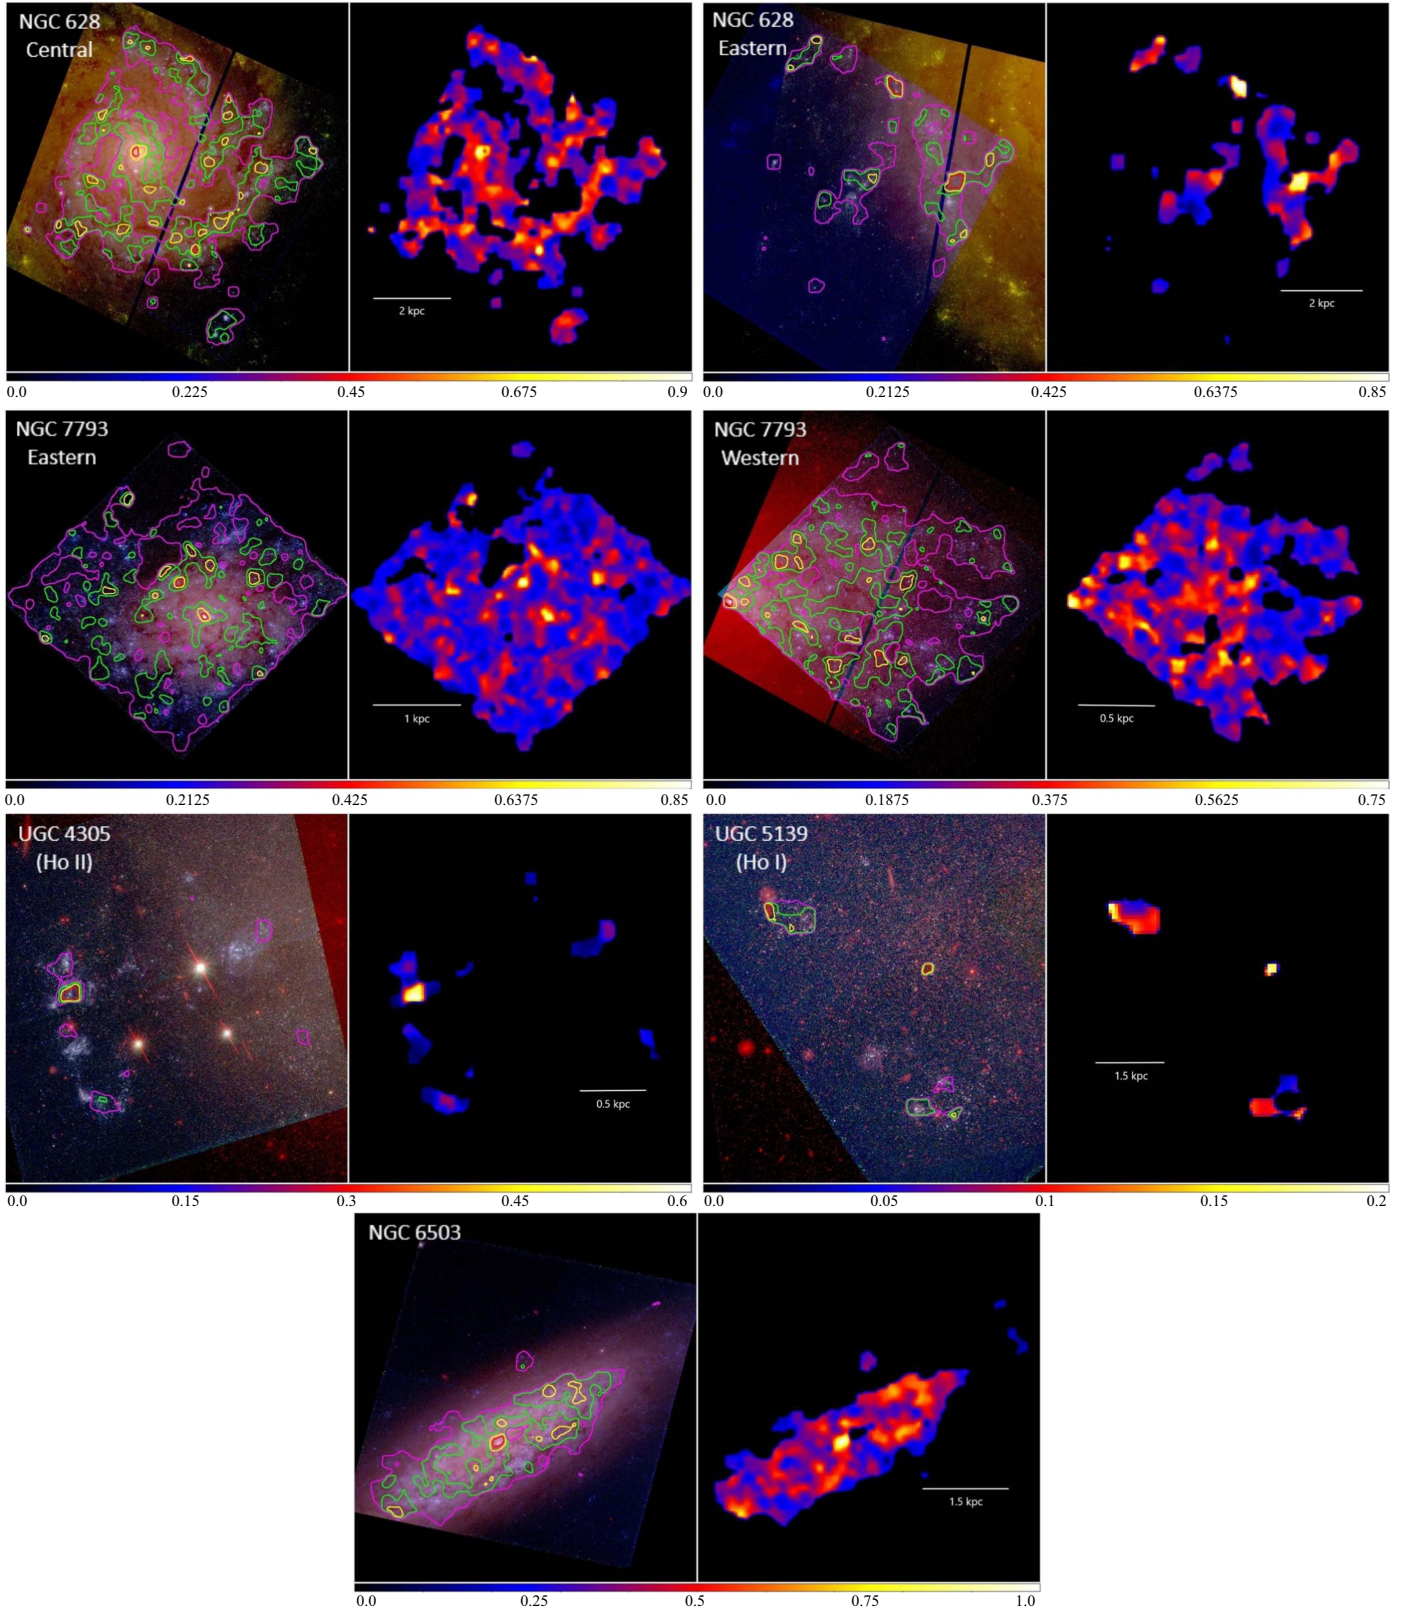 NGC 628
Central
2 kpc
0.0 0.225 0.45 0.675 0.9
NGC 628
Eastern
2 kpc
0.0 0.2125 0.425 0.6375 0.85
NGC 7793
Eastern
1 kpc
0.0 0.2125 0.425 0.6375 0.85
NGC 7793
Western
0.5 kpc
0.0 0.1875 0.375 0.5625 0.75
UGC 4305
(Ho II)
0.5 kpc
0.0 0.15 0.3 0.45 0.6
UGC 5139
(Ho I)
1.5 kpc
0.0 0.05 0.1 0.15 0.2
NGC 6503
1.5 kpc
0.0 0.25 0.5 0.75 1.0